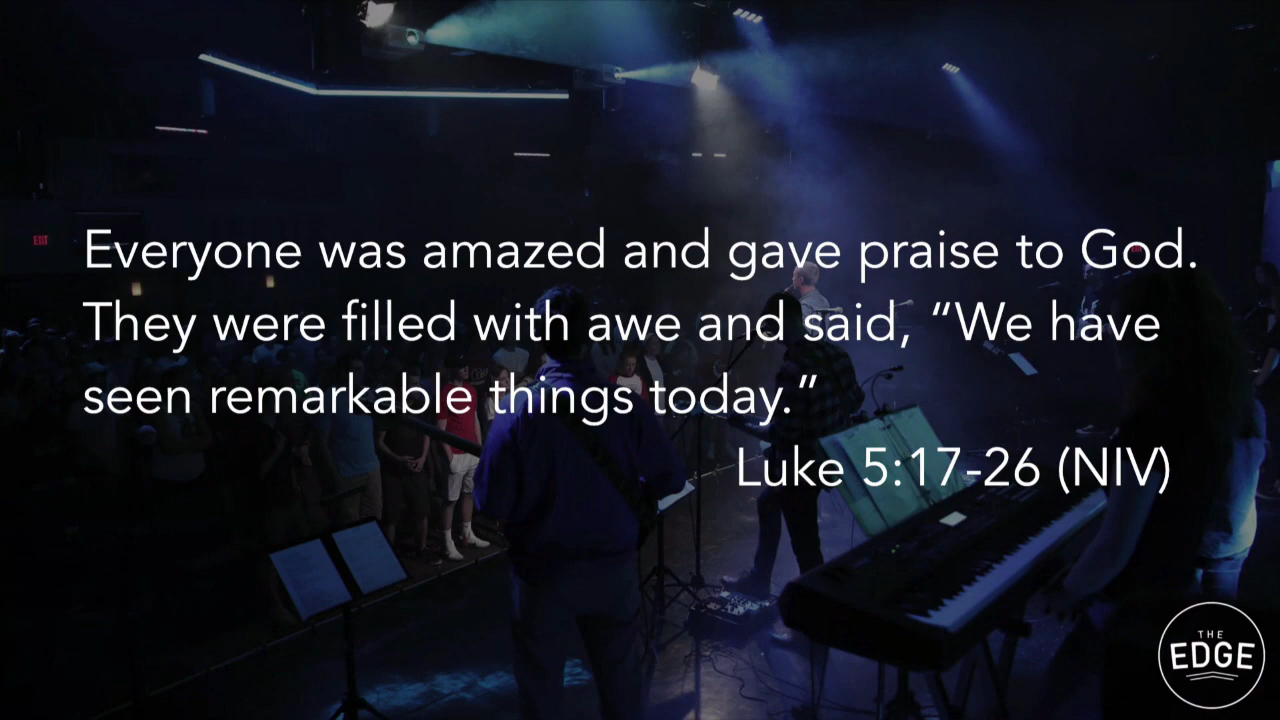 Everyone was amazed and gave praise to God.
They were filled with awe and said, “We have
seen remarkable things today.”
Luke 5:17-26 (NIV)
EXIT
THE
EDGE